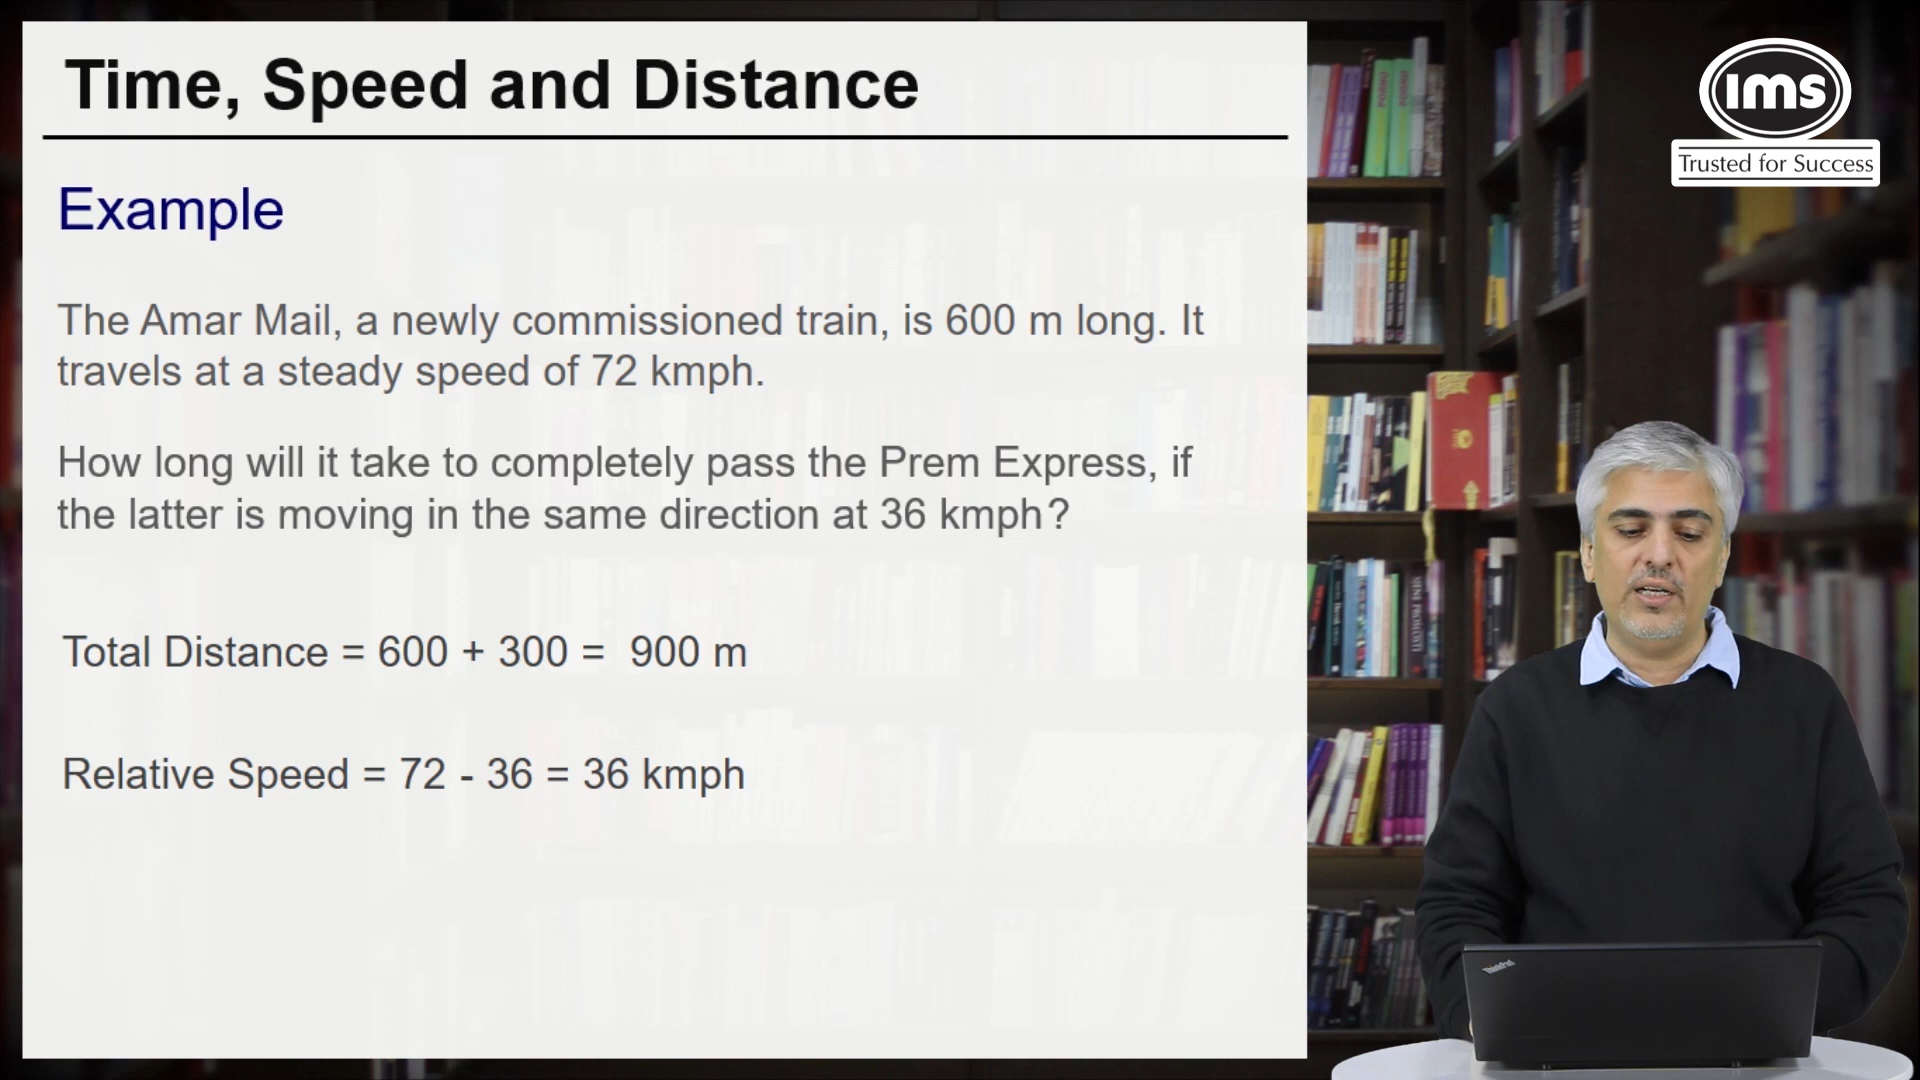 Time, Speed and Distance
Example
The Amar Mail, a newly commissioned train, is 600 m long. It
travels at a steady speed of 72 kmph.
How long will it take to completely pass the Prem Express, if
the latter is moving in the same direction at 36 kmph?
Total Distance = 600 + 300 = 900 m
Relative Speed = 72 - 36 = 36 kmph
ims
Trusted for Success
ThinkPad